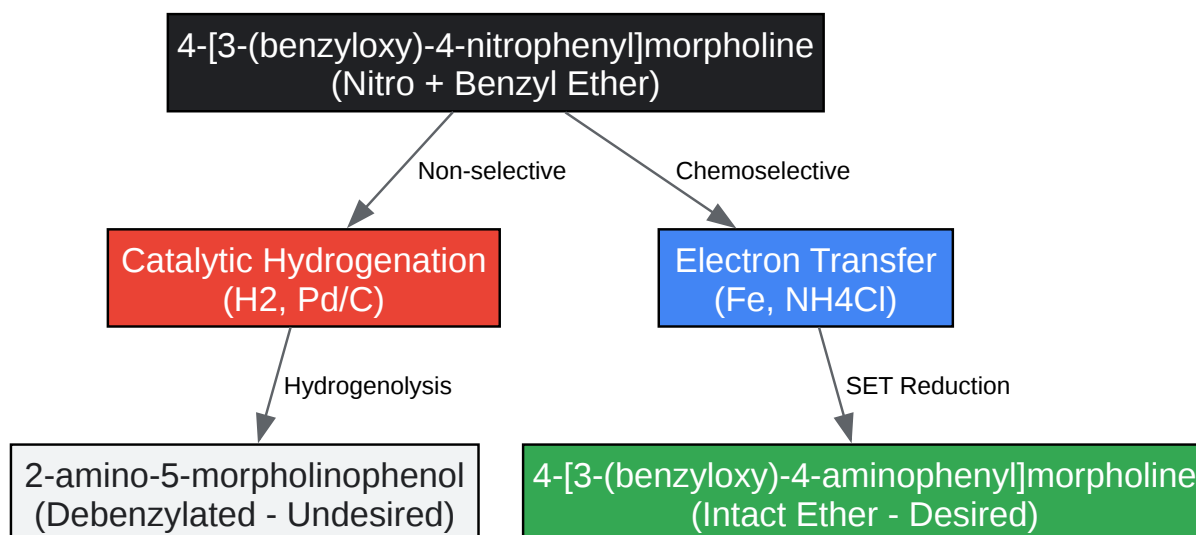 4-[3-(benzyloxy)-4-nitrophenyl]morpholine
(Nitro + Benzyl Ether)
Non-selective
Chemoselective
Catalytic Hydrogenation
(H2, Pd/C)
Electron Transfer
(Fe, NH4Cl)
Hydrogenolysis
SET Reduction
2-amino-5-morpholinophenol
(Debenzylated - Undesired)
4-[3-(benzyloxy)-4-aminophenyl]morpholine
(Intact Ether - Desired)